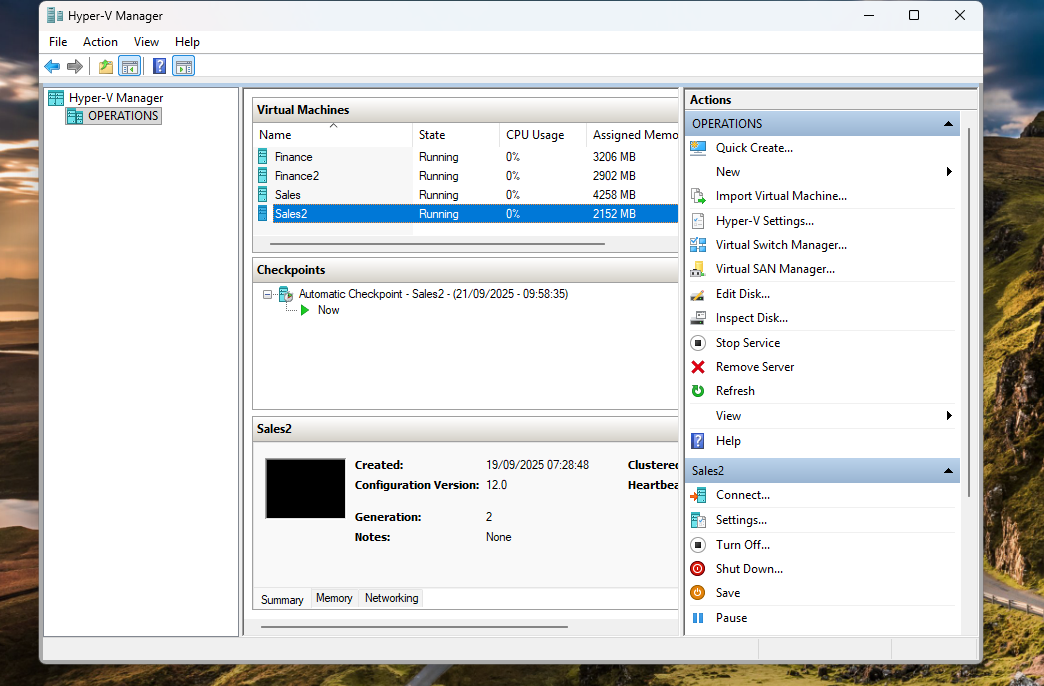 Hyper-V Manager
File Action View Help
Hyper-V Manager
OPERATIONS
Virtual Machines
Name State CPU Usage Assigned Memo
Finance Running 0% 3206 MB
Finance2 Running 0% 2902 MB
Sales Running 0% 4258 MB
Sales2 Running 0% 2152 MB
Checkpoints
Automatic Checkpoint - Sales2 - (21/09/2025 - 09:58:35)
Now
Sales2
Created: 19/09/2025 07:28:48 Clustered
Configuration Version: 12.0 Heartbea
Generation: 2
Notes: None
Summary Memory Networking
Actions
OPERATIONS
Quick Create...
New
Import Virtual Machine...
Hyper-V Settings...
Virtual Switch Manager...
Virtual SAN Manager...
Edit Disk...
Inspect Disk...
Stop Service
Remove Server
Refresh
View
Help
Sales2
Connect...
Settings...
Turn Off...
Shut Down...
Save
Pause